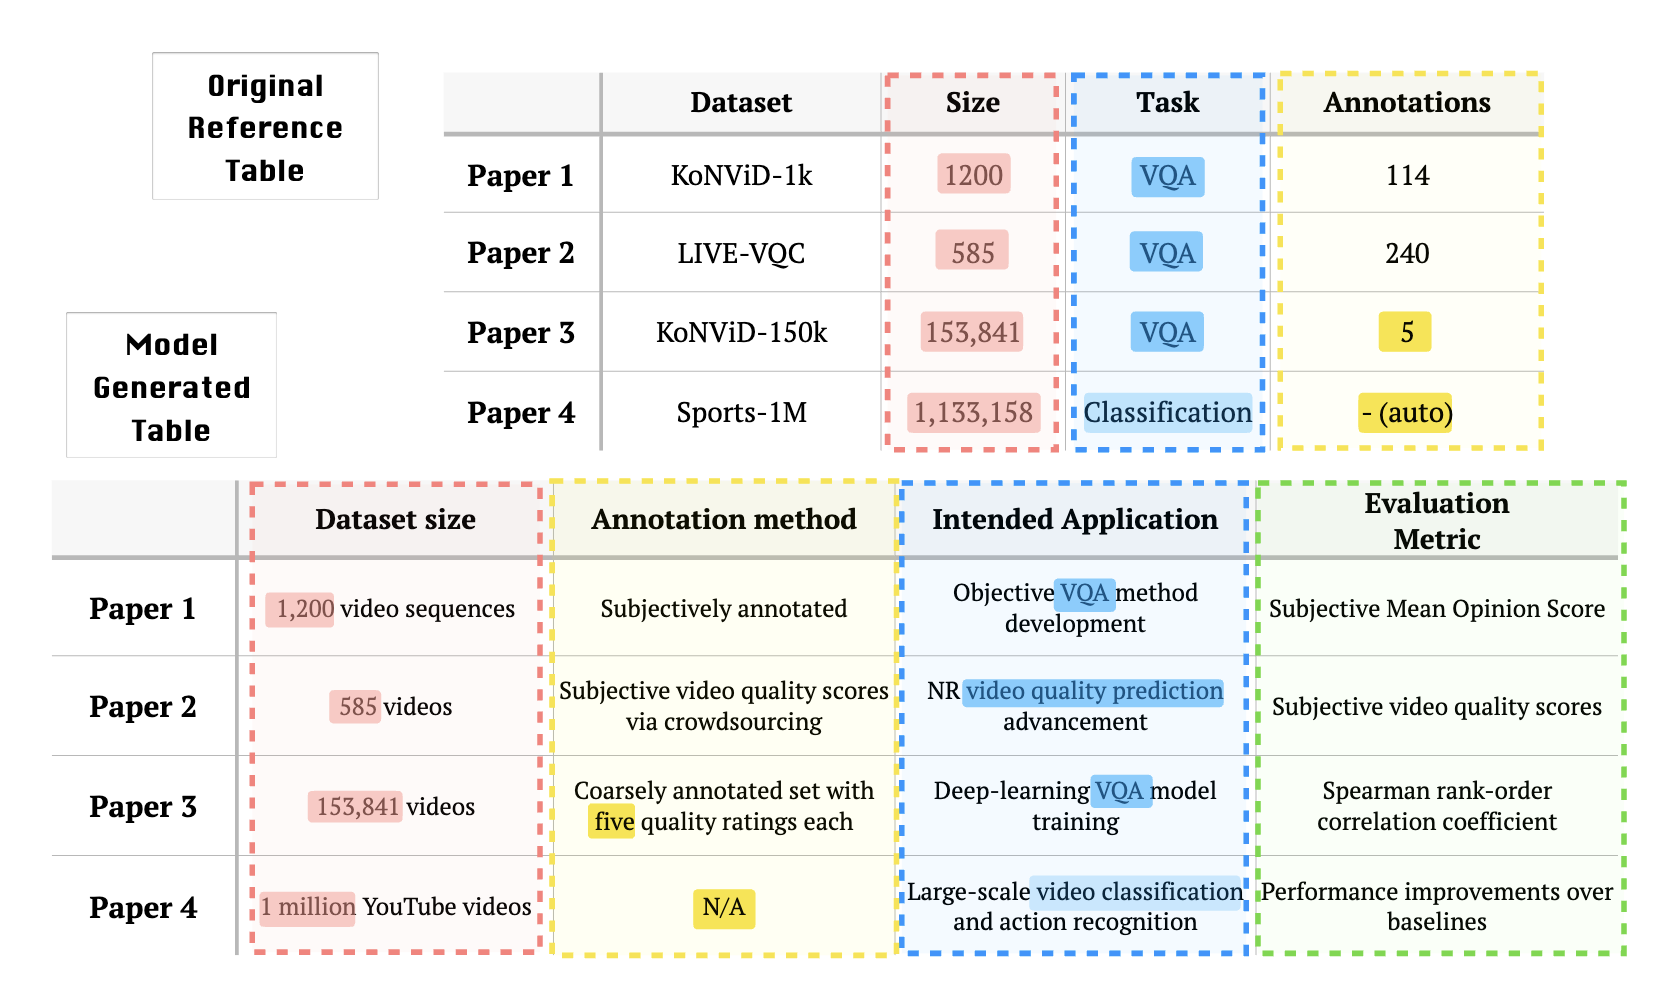 Original
Reference
Table
Dataset Size Task Annotations
Paper 1 KoNViD-1k 1200 VQA 114
Paper 2 LIVE-VQC 585 VQA 240
Paper 3 KoNViD-150k 153,841 VQA 5
Paper 4 Sports-1M 1,133,158 Classification - (auto)
Model
Generated
Table
Dataset size Annotation method Intended Application Evaluation
Metric
Paper 1 1,200 video sequences Subjectively annotated Objective VQA method
development Subjective Mean Opinion Score
Paper 2 585 videos Subjective video quality scores
via crowdsourcing NR video quality prediction
advancement Subjective video quality scores
Paper 3 153,841 videos Coarsely annotated set with
five quality ratings each Deep-learning VQA model
training Spearman rank-order
correlation coefficient
Paper 4 1 million YouTube videos N/A Large-scale video classification
and action recognition Performance improvements over
baselines